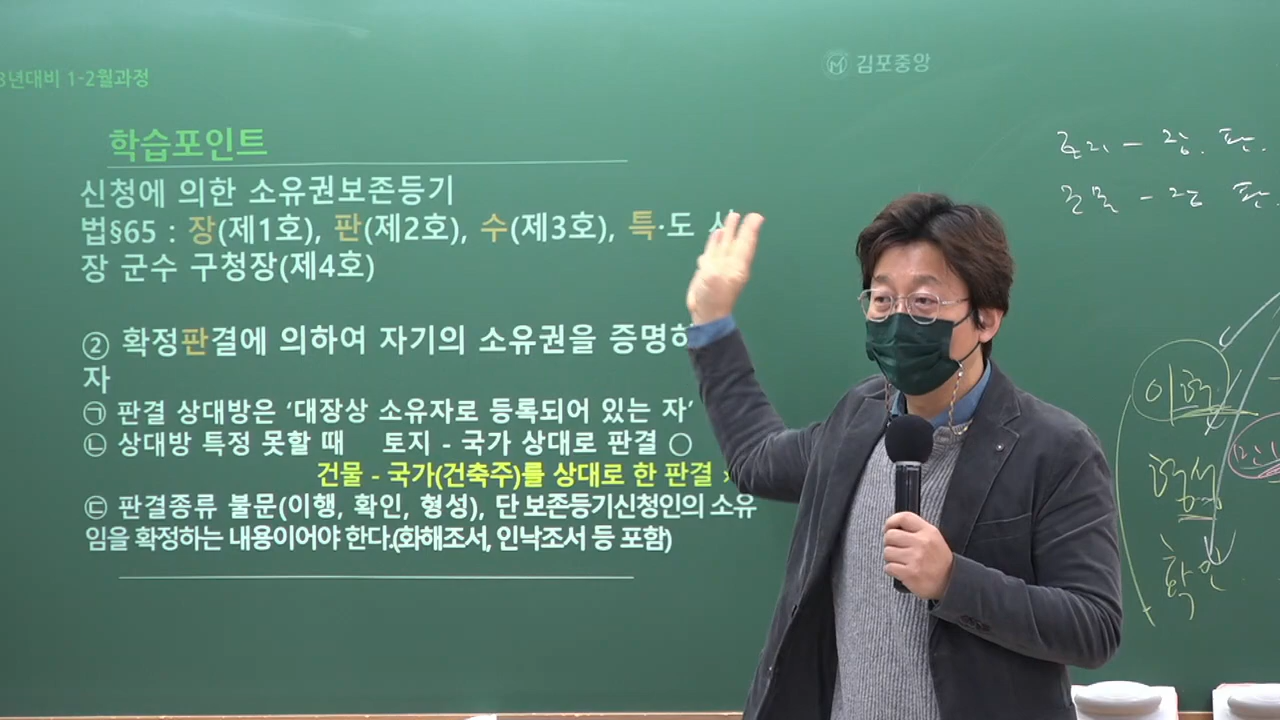 8년대비 1-2월과정
김포중앙
학습포인트
신청에 의한 소유권보존등기
법§65 : 장(제1호), 판(제2호), 수(제3호), 특·도 시
장 군수 구청장(제4호)
② 확정판결에 의하여 자기의 소유권을 증명하
자
㉠ 판결 상대방은 ‘대장상 소유자로 등록되어 있는 자’
㉡ 상대방 특정 못할 때 토지 - 국가 상대로 판결 ○
건물 - 국가(건축주)를 상대로 한 판결 ×
㉢ 판결종류 불문(이행, 확인, 형성), 단 보존등기신청인의 소유
임을 확정하는 내용이어야 한다.(화해조서, 인낙조서 등 포함)
이행
형성
확인